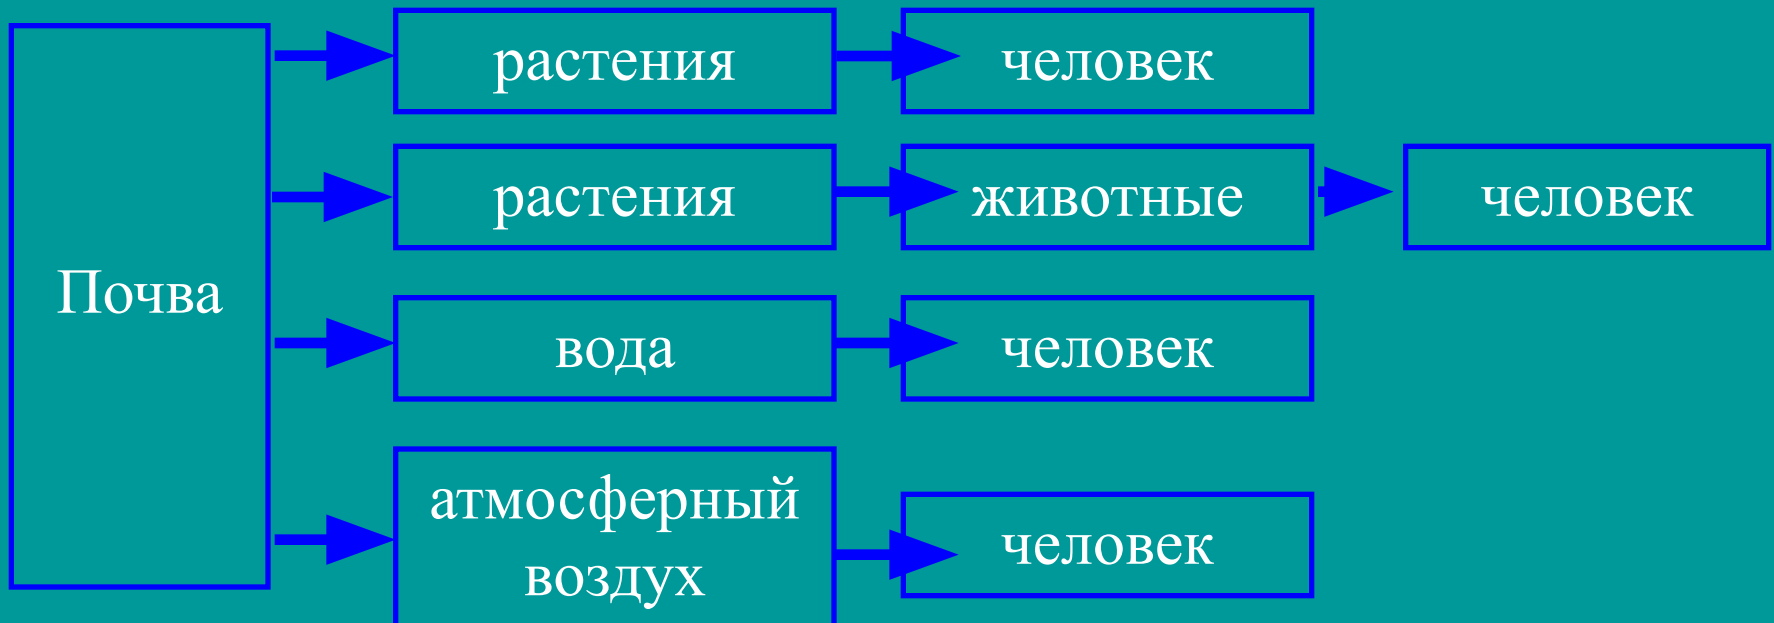 растения
человек
растения
животные
человек
Почва
вода
человек
атмосферный
воздух
человек